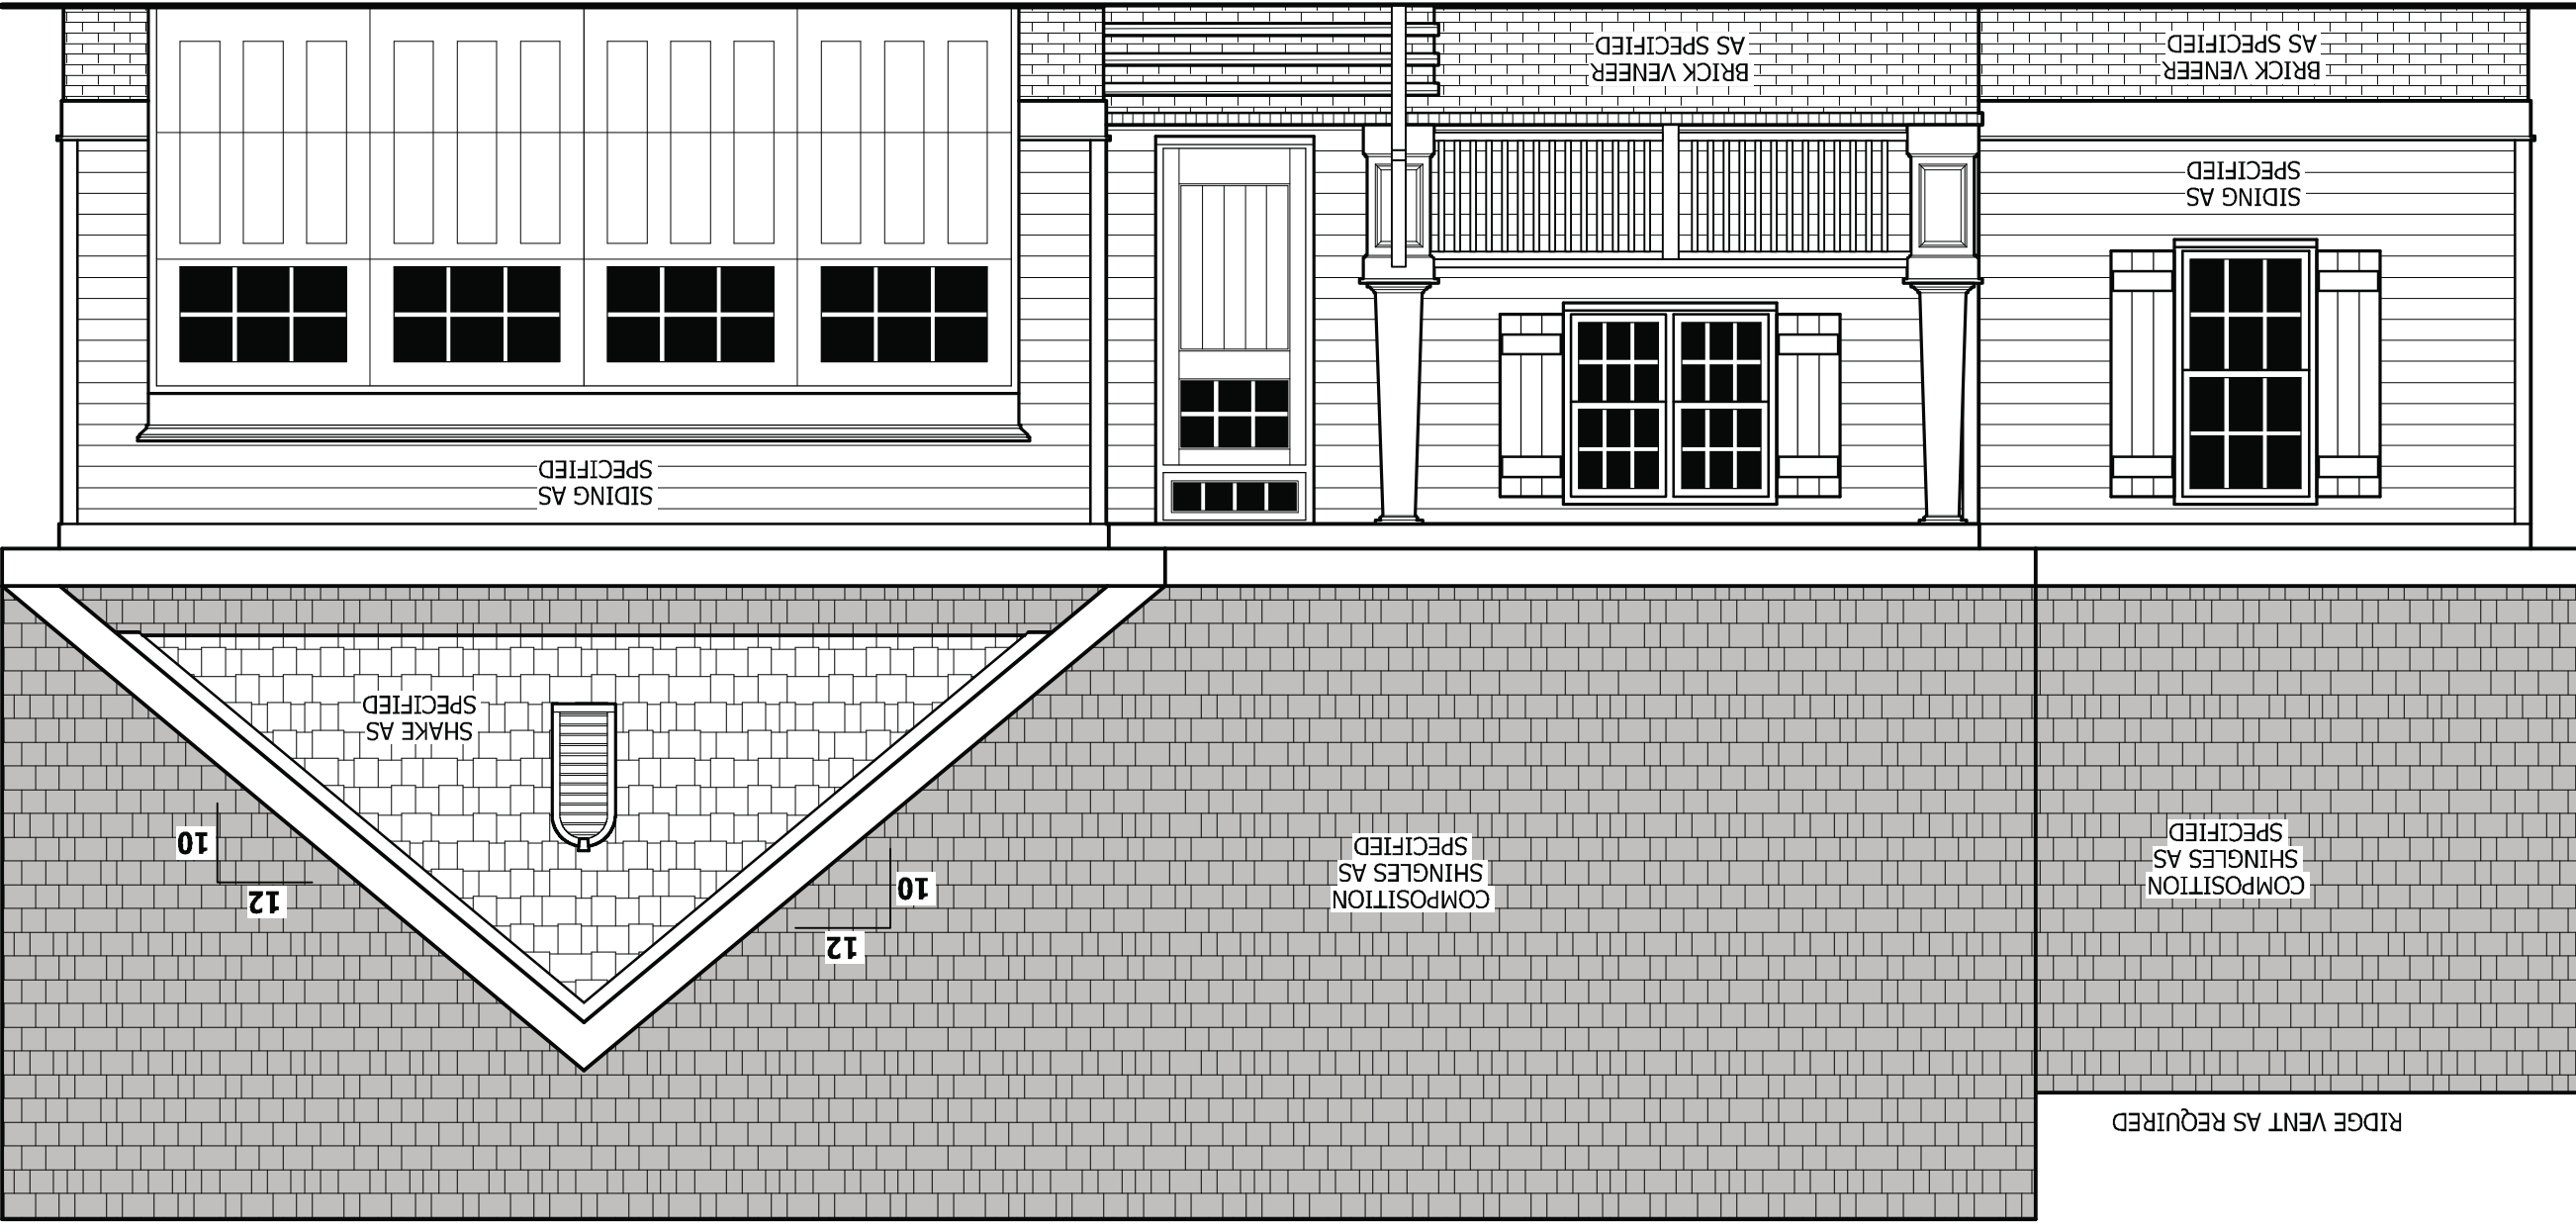 RIDGE VENT AS REQUIRED
COMPOSITION
SHINGLES AS
SPECIFIED
COMPOSITION
SHINGLES AS
SPECIFIED
12
10
12
10
SHAKE AS
SPECIFIED
SIDING AS
SPECIFIED
SIDING AS
SPECIFIED
BRICK VENEER
AS SPECIFIED
BRICK VENEER
AS SPECIFIED